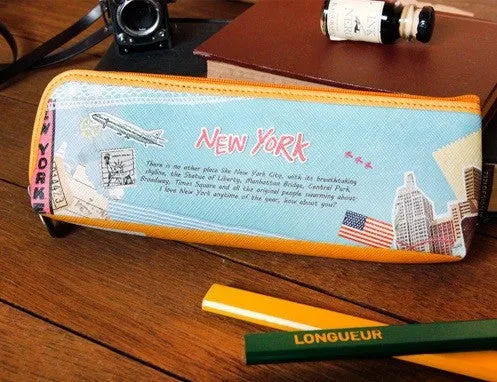 NEW YORK
NEW YORK
There is no other place like New York City, with its breathtaking
skyline, the Statue of Liberty, Manhattan Bridge, Central Park,
Broadway, Times Square and all the original people swarming about.
I love New York anytime of the year, how about you?
LONGUEUR